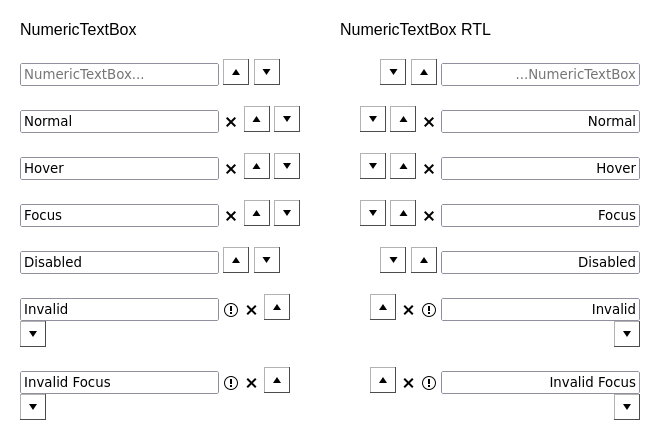 NumericTextBox
NumericTextBox...
Normal
Hover
Focus
Disabled
Invalid
Invalid Focus
NumericTextBox RTL
...NumericTextBox
Normal
Hover
Focus
Disabled
Invalid
Invalid Focus